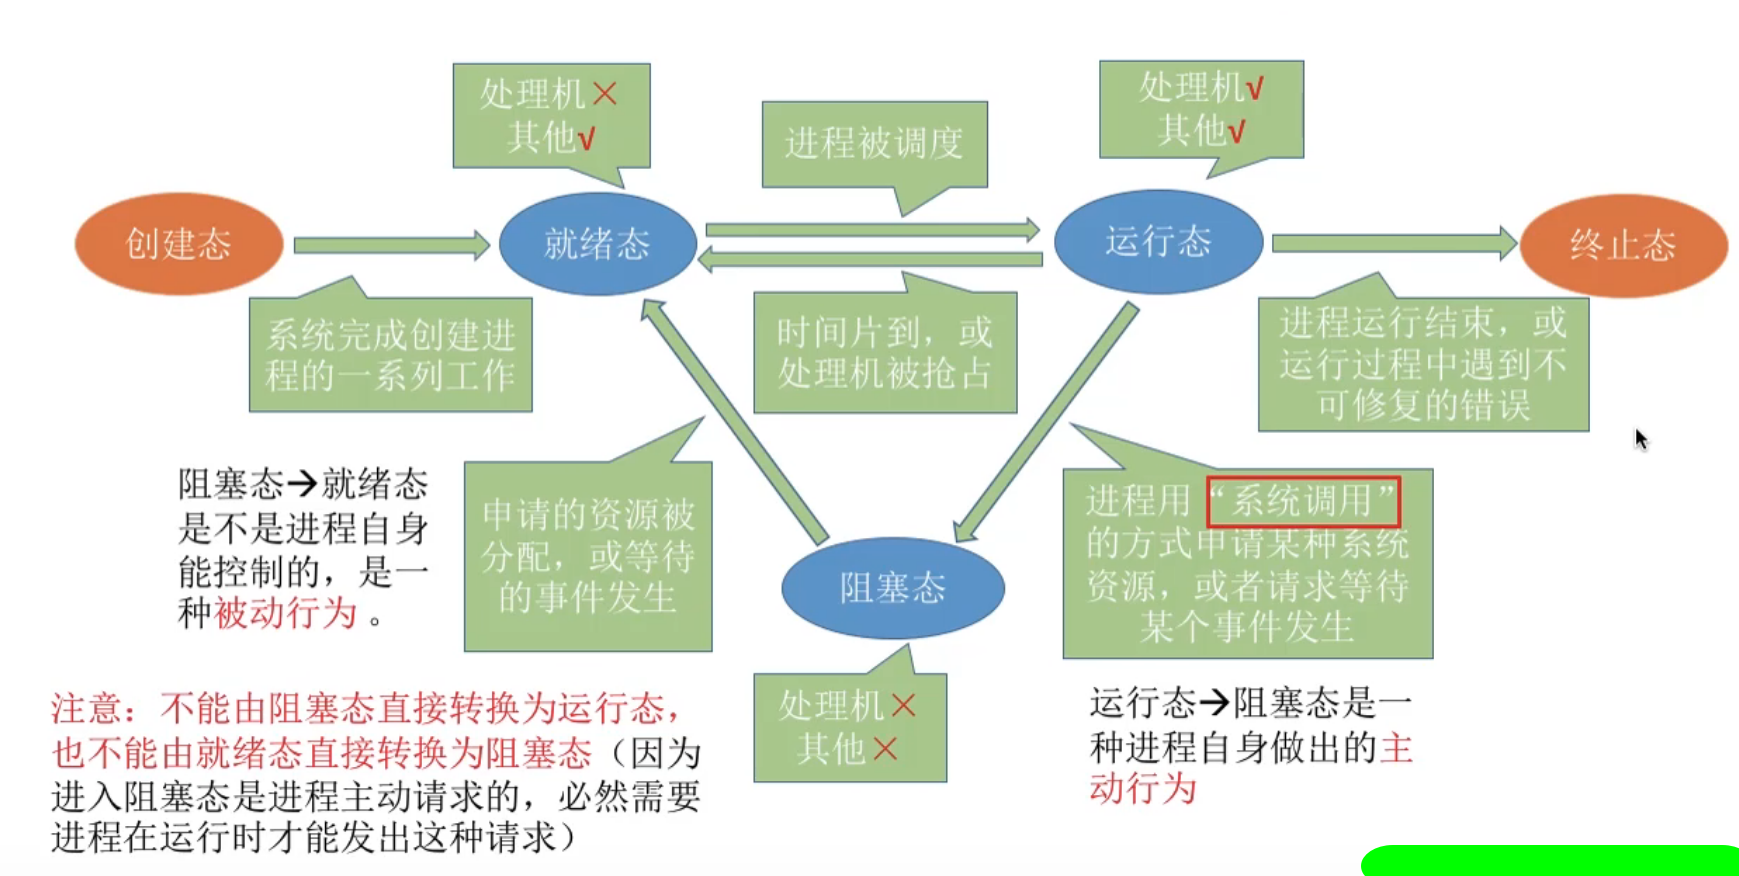 处理机×
其他√
进程被调度
处理机√
其他√
创建态
就绪态
运行态
终止态
系统完成创建进
程的一系列工作
时间片到，或
处理机被抢占
进程运行结束，或
运行过程中遇到不
可修复的错误
阻塞态→就绪态
是不是进程自身
能控制的，是一
种被动行为 。
申请的资源被
分配，或等待
的事件发生
进程用“系统调用”
的方式申请某种系统
资源，或者请求等待
某个事件发生
阻塞态
处理机×
其他×
注意：不能由阻塞态直接转换为运行态，
也不能由就绪态直接转换为阻塞态（因为
进入阻塞态是进程主动请求的，必然需要
进程在运行时才能发出这种请求）
运行态→阻塞态是一
种进程自身做出的主
动行为